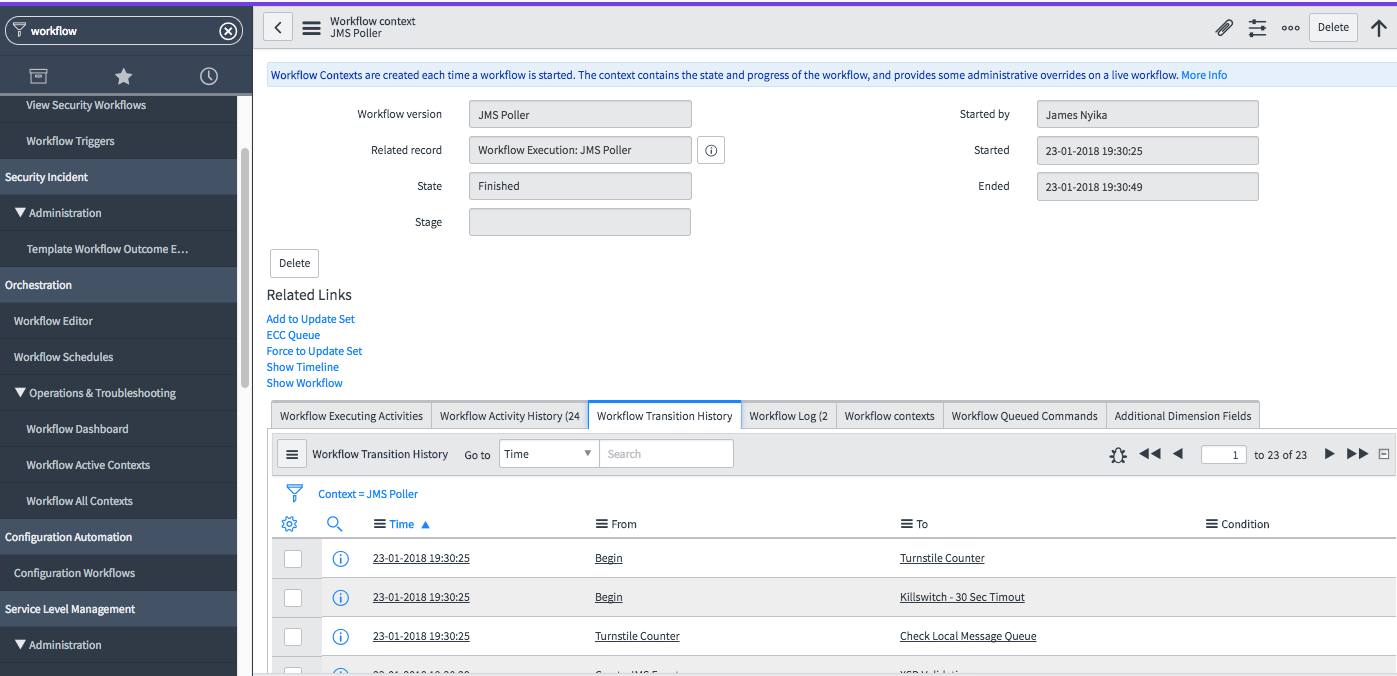 workflow
View Security Workflows
Workflow Triggers
Security Incident
Administration
Template Workflow Outcome E...
Orchestration
Workflow Editor
Workflow Schedules
Operations & Troubleshooting
Workflow Dashboard
Workflow Active Contexts
Workflow All Contexts
Configuration Automation
Configuration Workflows
Service Level Management
Administration
Workflow context
JMS Poller
Delete
Workflow Contexts are created each time a workflow is started. The context contains the state and progress of the workflow, and provides some administrative overrides on a live workflow. More Info
Workflow version JMS Poller
Started by James Nyika
Related record Workflow Execution: JMS Poller
Started 23-01-2018 19:30:25
State Finished
Ended 23-01-2018 19:30:49
Stage
Delete
Related Links
Add to Update Set
ECC Queue
Force to Update Set
Show Timeline
Show Workflow
Workflow Executing Activities Workflow Activity History (24 Workflow Transition History Workflow Log (2 Workflow contexts Workflow Queued Commands Additional Dimension Fields
Workflow Transition History Go to Time Search 1 to 23 of 23
Context = JMS Poller
Time From To Condition
23-01-2018 19:30:25 Begin Turnstile Counter
23-01-2018 19:30:25 Begin Killswitch - 30 Sec Timout
23-01-2018 19:30:25 Turnstile Counter Check Local Message Queue